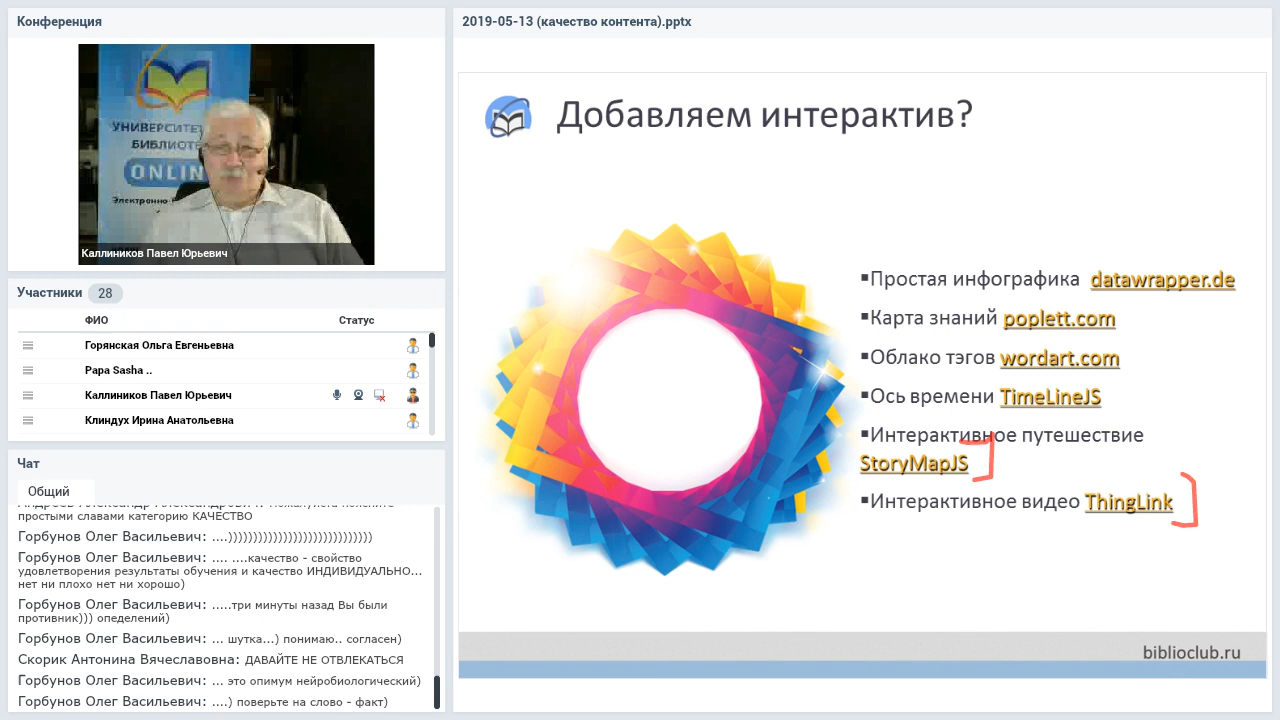 Конференция
УНИВЕРСИТЕ
БИБЛИО
ONLIN
Электронно
Каллиников Павел Юрьевич
Участники 28
ФИО Статус
Горянская Ольга Евгеньевна
Papa Sasha ..
Каллиников Павел Юрьевич
Клиндух Ирина Анатольевна
Чат
Общий
простыми славами категорию КАЧЕСТВО
Горбунов Олег Васильевич: ....)))))))))))))))))))))))))))))
Горбунов Олег Васильевич: .... ....качество - свойство
удовлетворения результаты обучения и качество ИНДИВИДУАЛЬНО...
нет ни плохо нет ни хорошо)
Горбунов Олег Васильевич: .....три минуты назад Вы были
противник))) опеделений)
Горбунов Олег Васильевич: ... шутка...) понимаю.. согласен)
Скорик Антонина Вячеславовна: ДАВАЙТЕ НЕ ОТВЛЕКАТЬСЯ
Горбунов Олег Васильевич: ... это опимум нейробиологический)
Горбунов Олег Васильевич: ....) поверьте на слово - факт)
2019-05-13 (качество контента).pptx
Добавляем интерактив?
▪Простая инфографика datawrapper.de
▪Карта знаний poplett.com
▪Облако тэгов wordart.com
▪Ось времени TimeLineJS
▪Интерактивное путешествие
StoryMapJS
▪Интерактивное видео ThingLink
biblioclub.ru